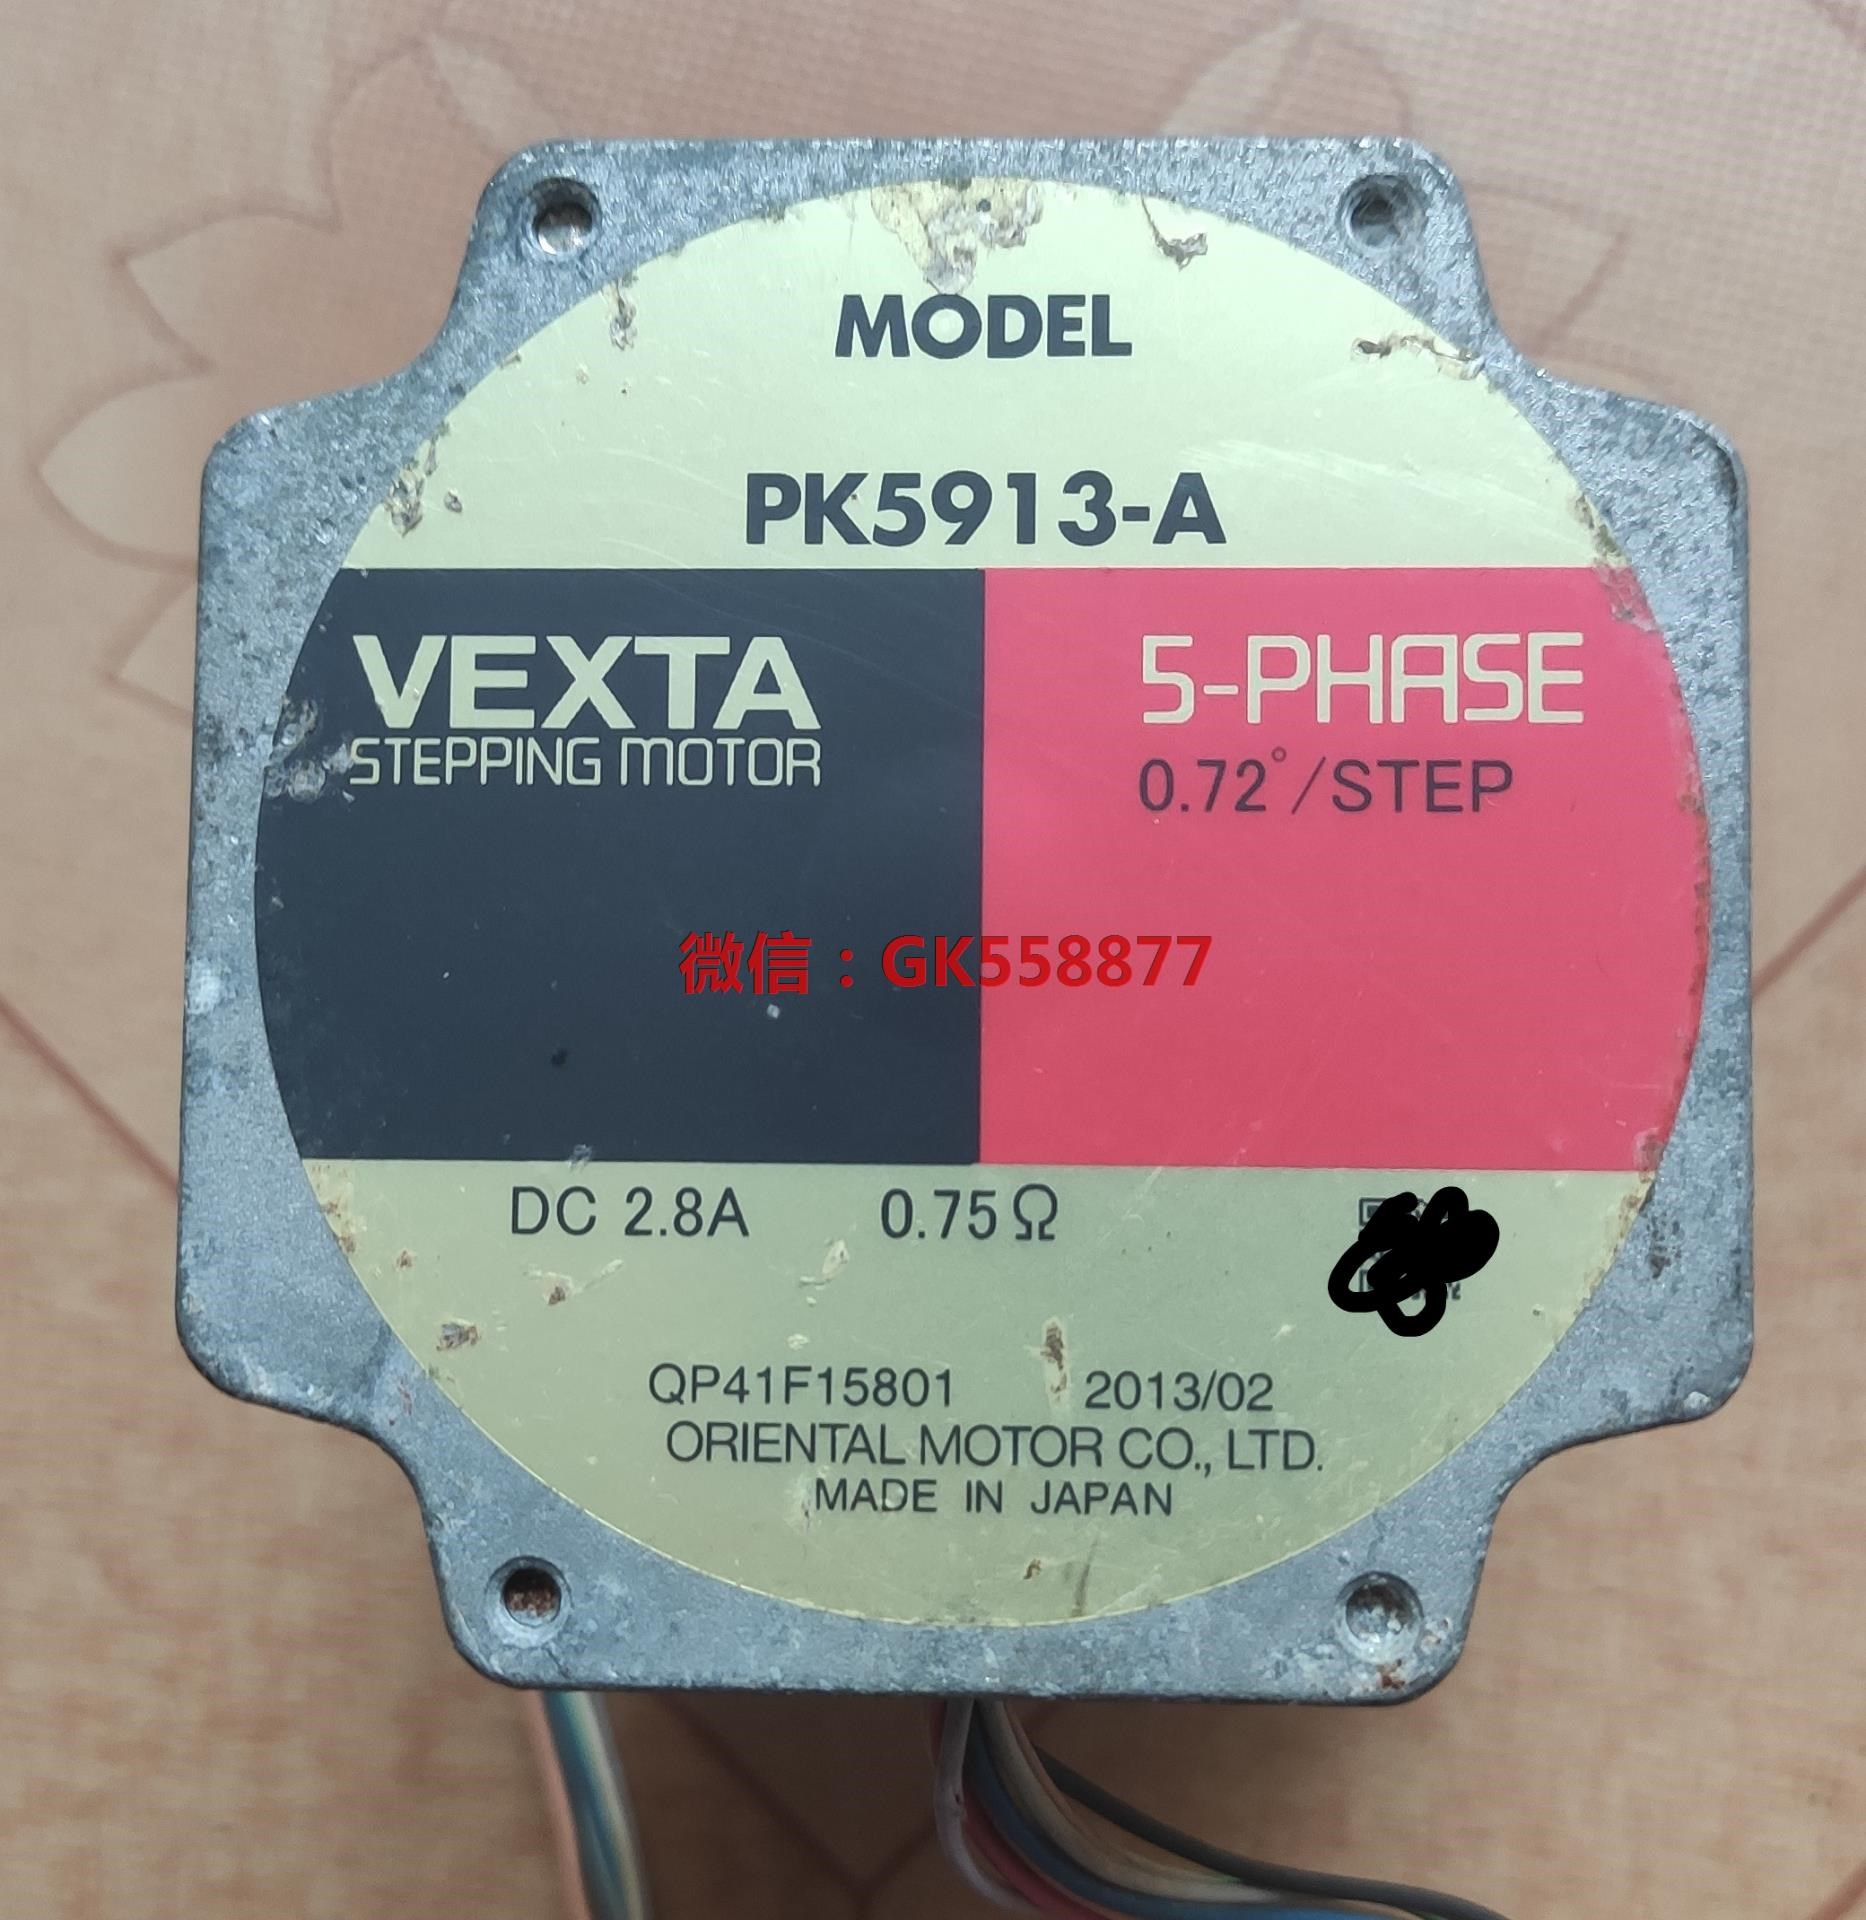 MODEL
PK5913-A
VEXTA
STEPPING MOTOR
5-PHASE
0.72°/STEP
微信：GK558877
DC 2.8A 0.75Ω
QP41F15801 2013/02
ORIENTAL MOTOR CO., LTD.
MADE IN JAPAN